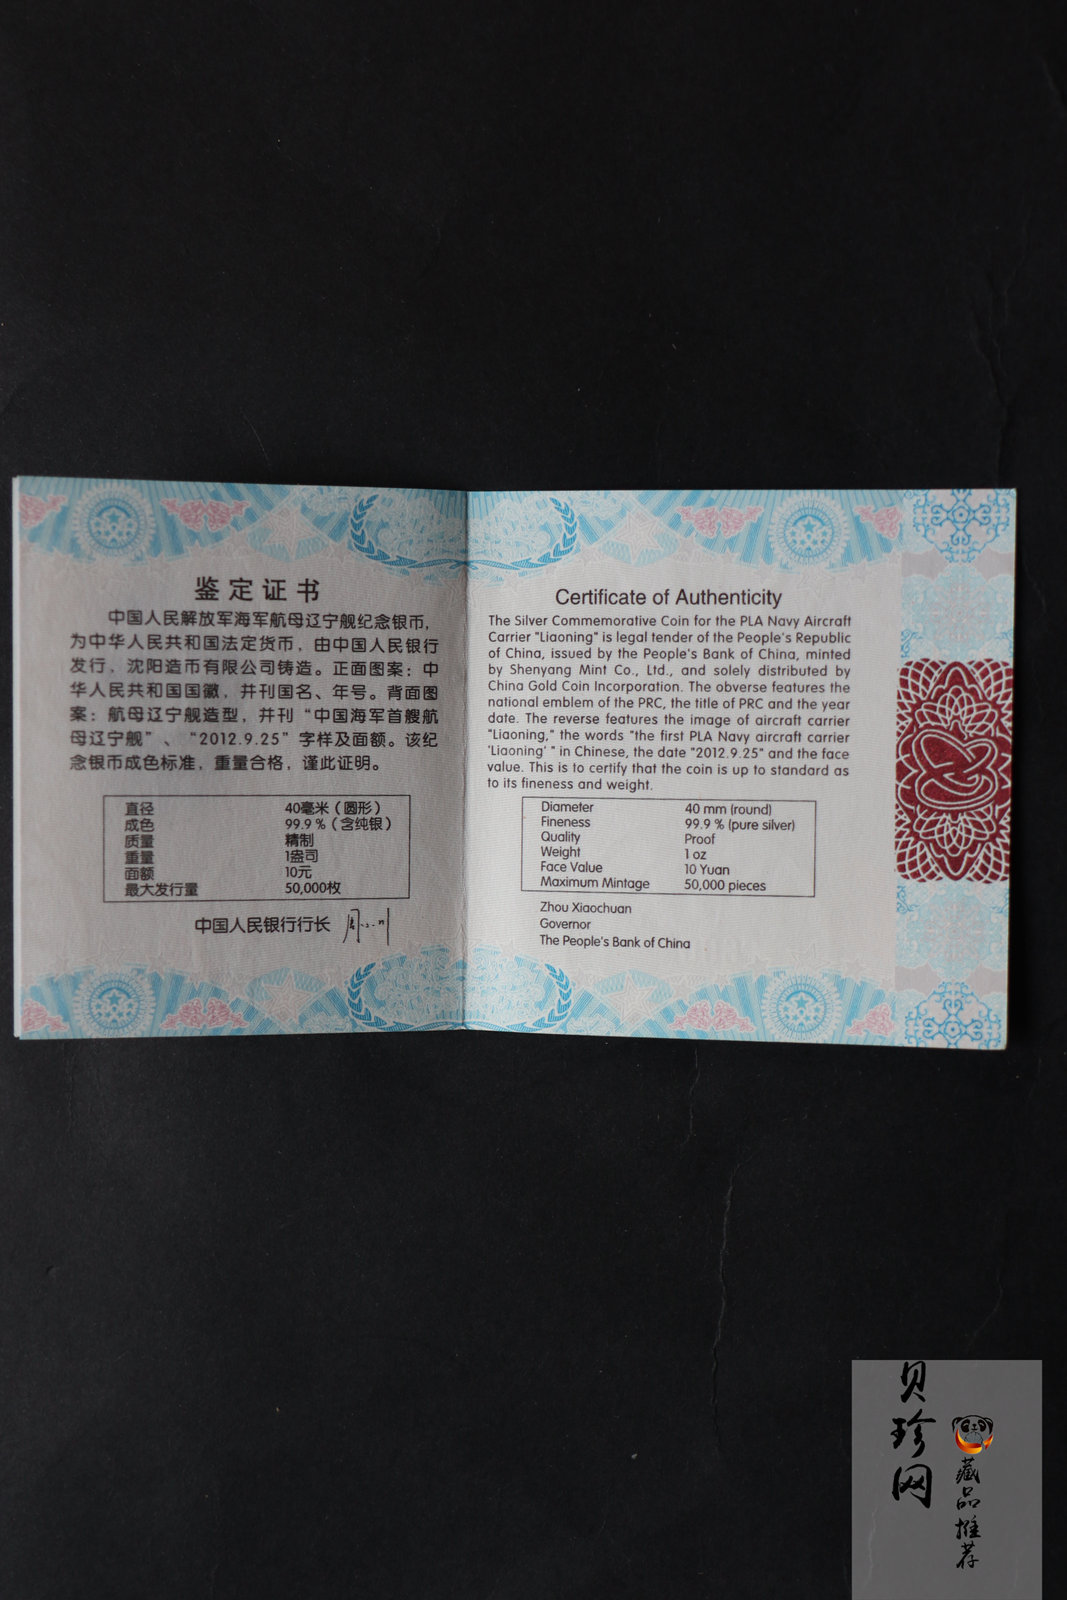 鉴定证书
中国人民解放军海军航母辽宁舰纪念银币，
为中华人民共和国法定货币，由中国人民银行
发行，沈阳造币有限公司铸造。正面图案：中
华人民共和国国徽，并刊国名、年号。背面图
案：航母辽宁舰造型，并刊“中国海军首艘航
母辽宁舰”、“2012.9.25”字样及面额。该纪
念银币成色标准，重量合格，谨此证明。
直径 40毫米（圆形）
成色 99.9％（含纯银）
质量 精制
重量 1盎司
面额 10元
最大发行量 50,000枚
中国人民银行行长
Certificate of Authenticity
The Silver Commemorative Coin for the PLA Navy Aircraft
Carrier "Liaoning" is legal tender of the People's Republic
of China, issued by the People's Bank of China, minted
by Shenyang Mint Co., Ltd., and solely distributed by
China Gold Coin Incorporation. The obverse features the
national emblem of the PRC, the title of PRC and the year
date. The reverse features the image of aircraft carrier
"Liaoning," the words "the first PLA Navy aircraft carrier
'Liaoning' " in Chinese, the date "2012.9.25" and the face
value. This is to certify that the coin is up to standard as
to its fineness and weight.
Diameter 40 mm (round)
Fineness 99.9 % (pure silver)
Quality Proof
Weight 1 oz
Face Value 10 Yuan
Maximum Mintage 50,000 pieces
Zhou Xiaochuan
Governor
The People's Bank of China
贝珍网
藏品推荐